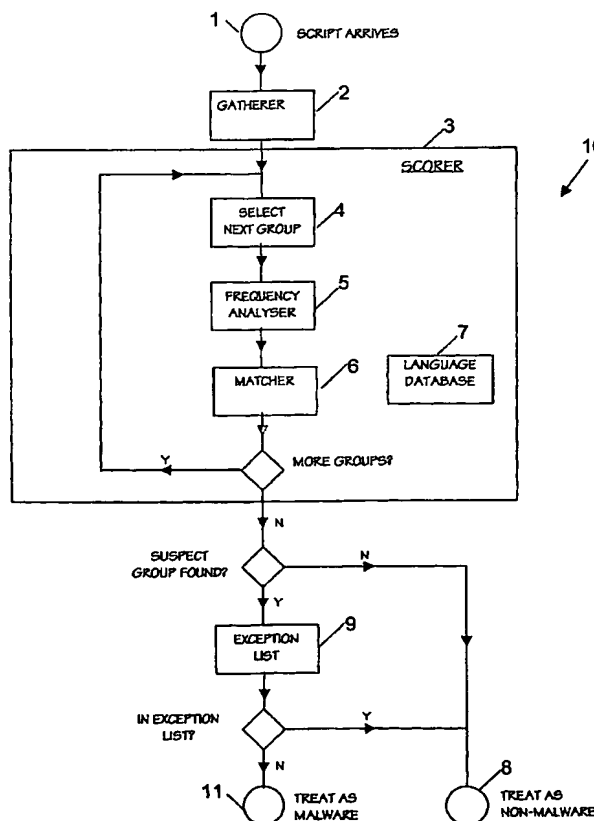 1
SCRIPT ARRIVES
GATHERER
2
3
SCORER
10
SELECT
NEXT GROUP
4
FREQUENCY
ANALYSER
5
MATCHER
6
7
LANGUAGE
DATABASE
Y
MORE GROUPS?
N
SUSPECT
GROUP FOUND?
N
Y
EXCEPTION
LIST
9
IN EXCEPTION
LIST?
Y
N
11
TREAT AS
MALWARE
8
TREAT AS
NON-MALWARE